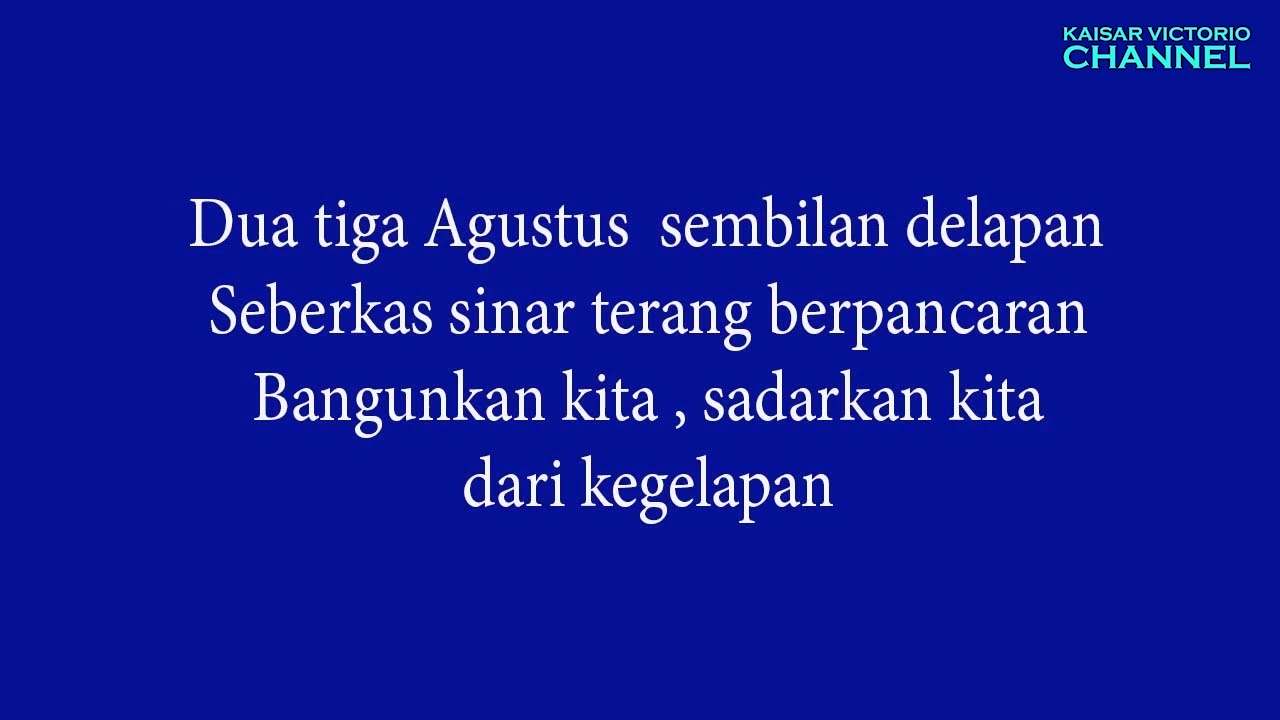 KAISAR VICTORIO
CHANNEL
Dua tiga Agustus sembilan delapan
Seberkas sinar terang berpancaran
Bangunkan kita , sadarkan kita
dari kegelapan